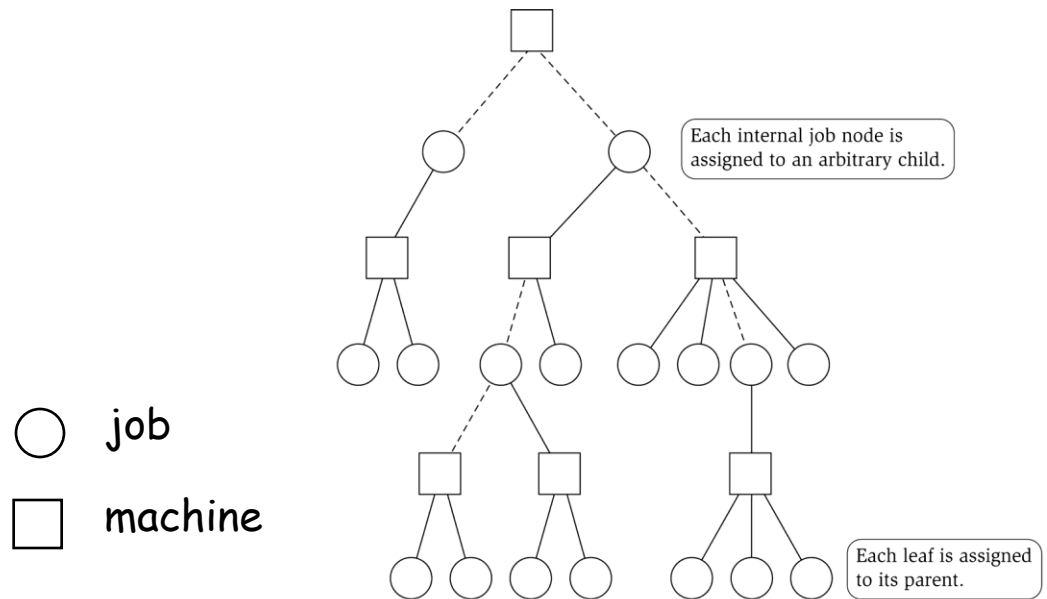 Each internal job node is
assigned to an arbitrary child.
job
machine
Each leaf is assigned
to its parent.